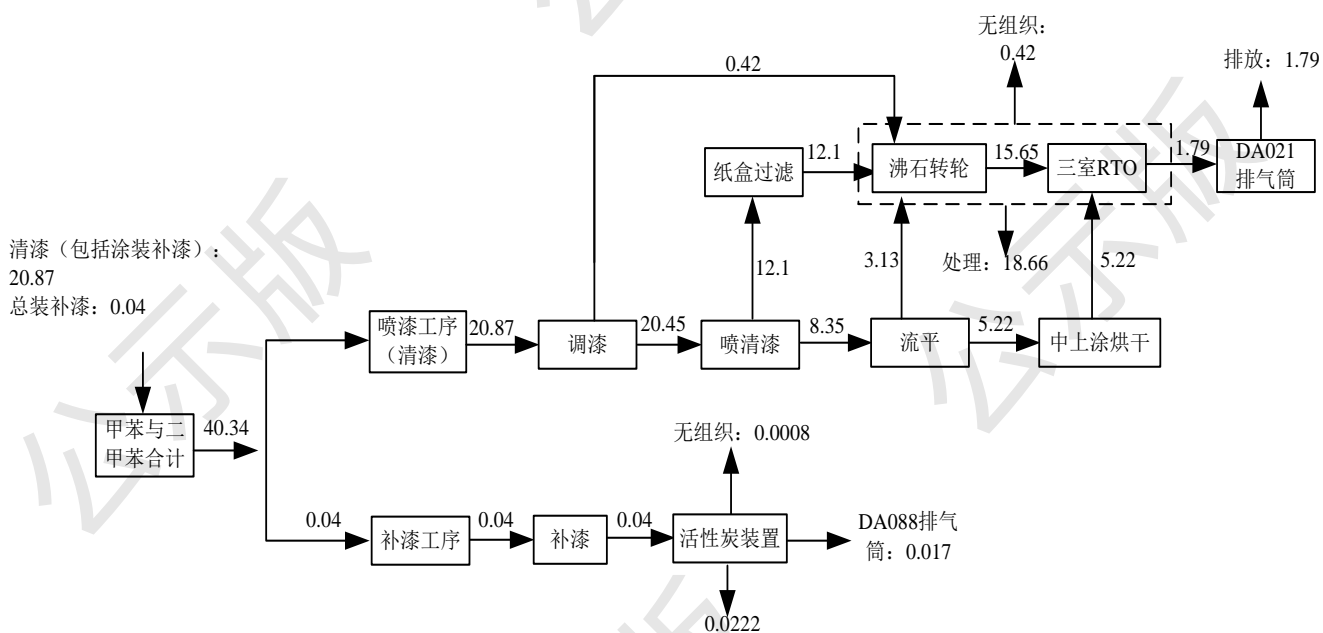 无组织：
0.42
排放：1.79
0.42
12.1
纸盒过滤
沸石转轮
15.65
三室RTO
1.79
DA021
排气筒
清漆（包括涂装补漆）：
20.87
总装补漆：0.04
12.1
3.13
处理：18.66
5.22
喷漆工序
（清漆）
20.87
调漆
20.45
喷清漆
8.35
流平
5.22
中上涂烘干
甲苯与二
甲苯合计
40.34
无组织：0.0008
0.04
补漆工序
0.04
补漆
0.04
活性炭装置
DA088排气
筒：0.017
0.0222
公示版
公示版